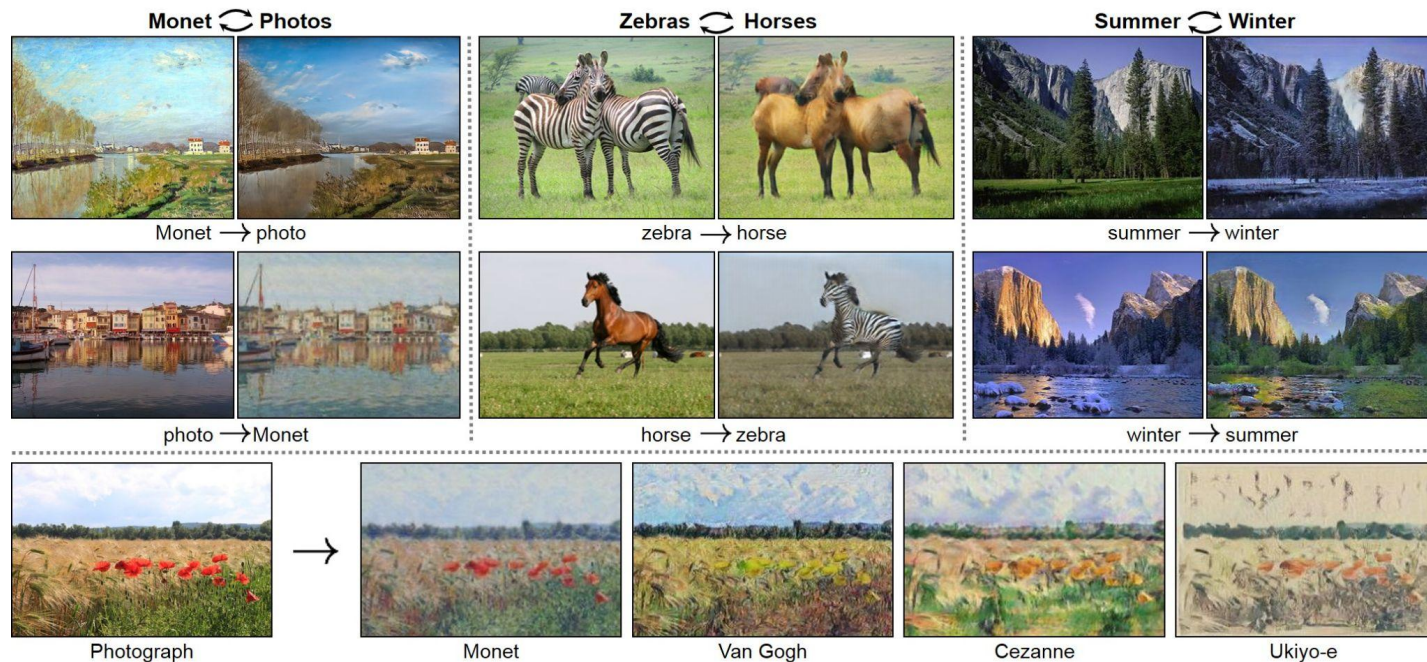 Monet Photos
Zebras Horses
Summer Winter
Monet → photo
zebra → horse
summer → winter
photo → Monet
horse → zebra
winter → summer
Photograph
Monet
Van Gogh
Cezanne
Ukiyo-e